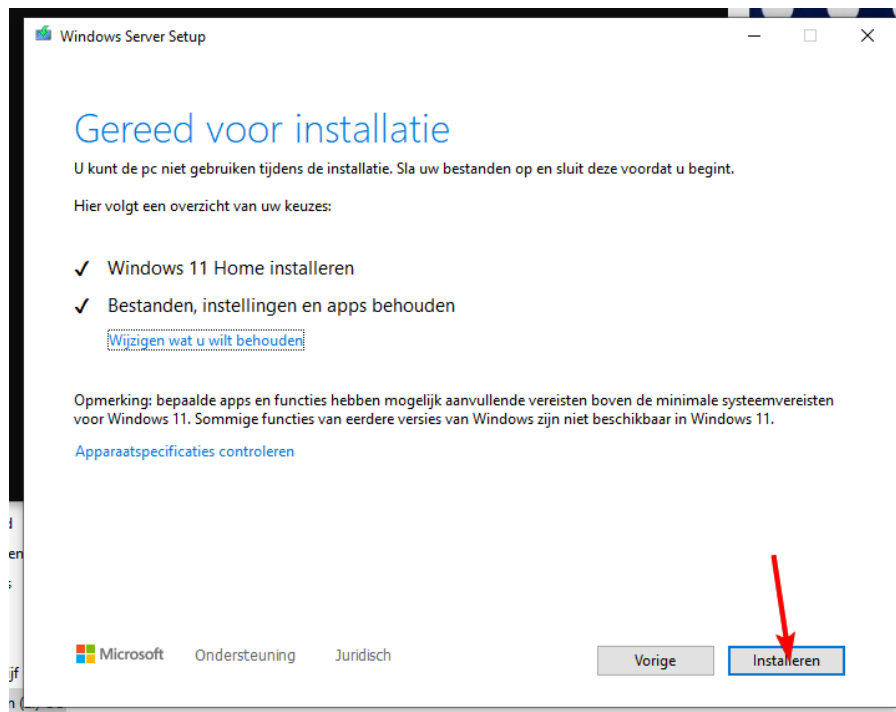 Windows Server Setup
Gereed voor installatie
U kunt de pc niet gebruiken tijdens de installatie. Sla uw bestanden op en sluit deze voordat u begint.
Hier volgt een overzicht van uw keuzes:
Windows 11 Home installeren
Bestanden, instellingen en apps behouden
Wijzigen wat u wilt behouden
Opmerking: bepaalde apps en functies hebben mogelijk aanvullende vereisten boven de minimale systeemvereisten
voor Windows 11. Sommige functies van eerdere versies van Windows zijn niet beschikbaar in Windows 11.
Apparaatspecificaties controleren
Microsoft Ondersteuning Juridisch Vorige Installeren